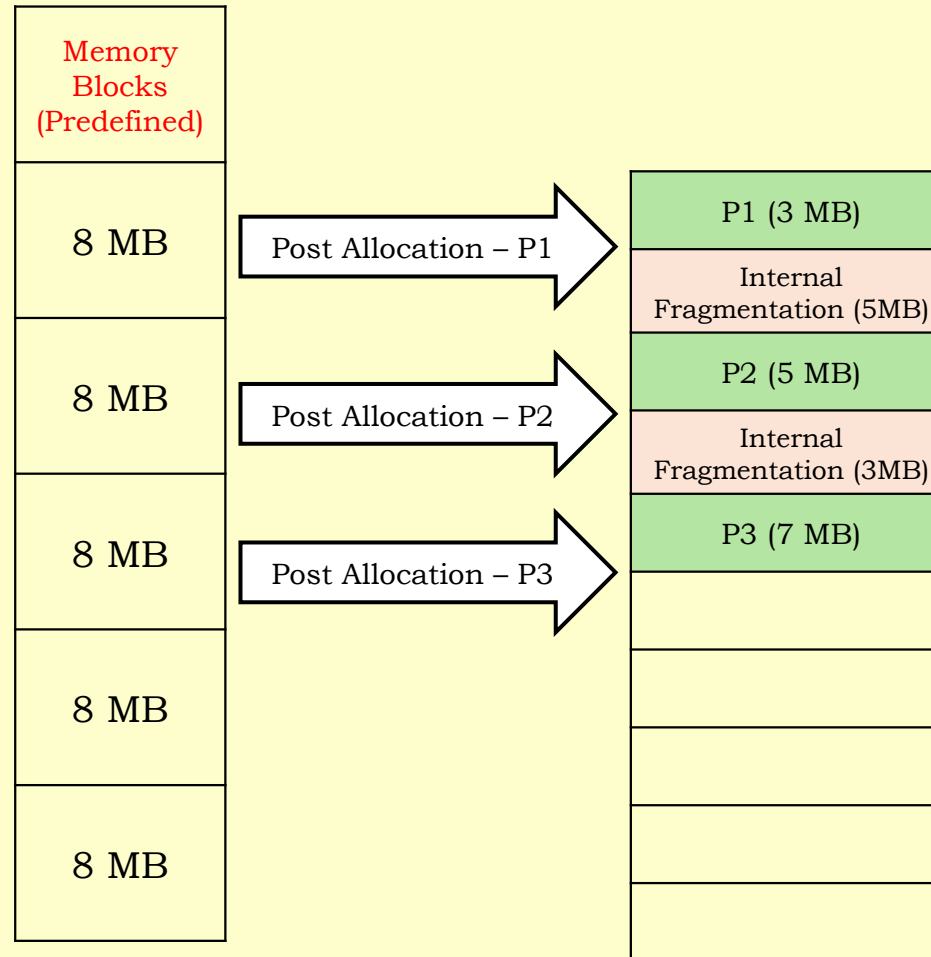 Memory
Blocks
(Predefined)
8 MB
8 MB
8 MB
8 MB
8 MB
Post Allocation – P1
Post Allocation – P2
Post Allocation – P3
P1 (3 MB)
Internal
Fragmentation (5MB)
P2 (5 MB)
Internal
Fragmentation (3MB)
P3 (7 MB)